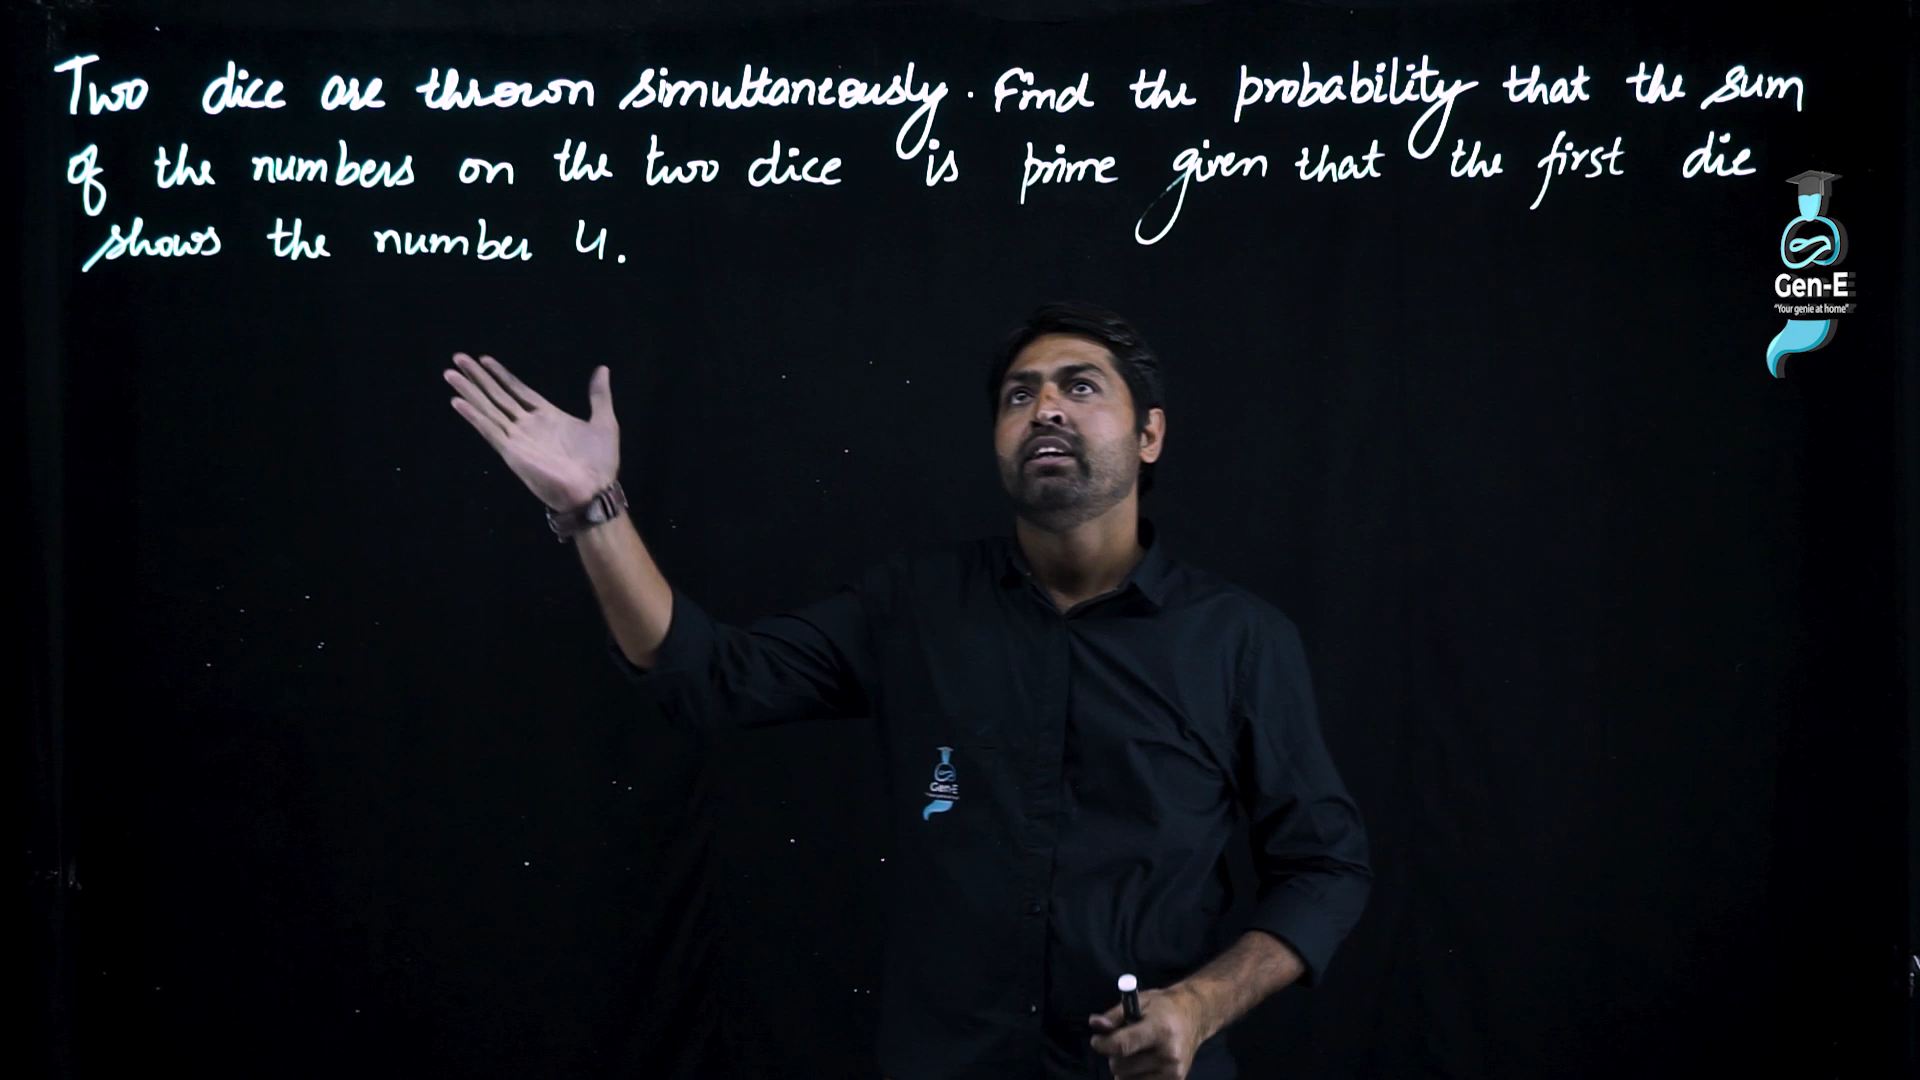 Two dice are thrown simultaneously. Find the probability that the sum
of the numbers on the two dice is prime given that the first die
shows the number 4.
Gen-E
"Your genie at home"
Gen-E